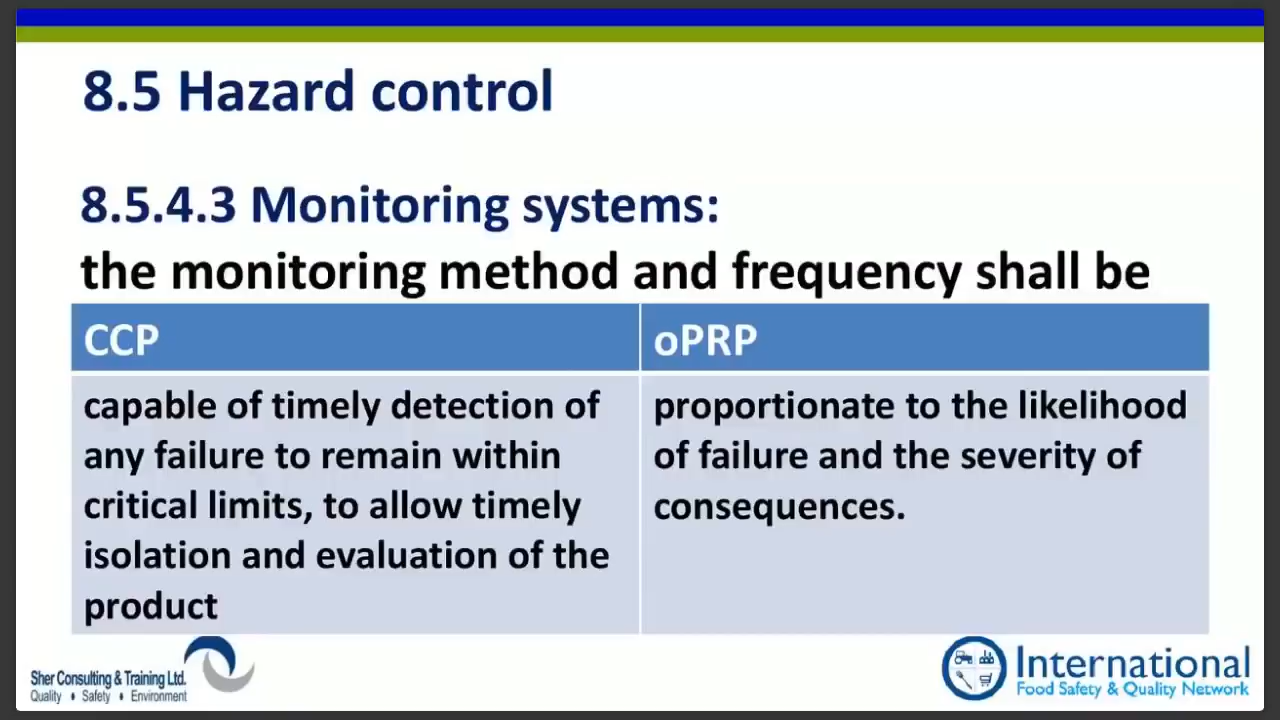 8.5 Hazard control
8.5.4.3 Monitoring systems:
the monitoring method and frequency shall be
CCP
oPRP
capable of timely detection of
any failure to remain within
critical limits, to allow timely
isolation and evaluation of the
product
proportionate to the likelihood
of failure and the severity of
consequences.
Sher Consulting & Training Ltd.
Quality • Safety • Environment
International
Food Safety & Quality Network